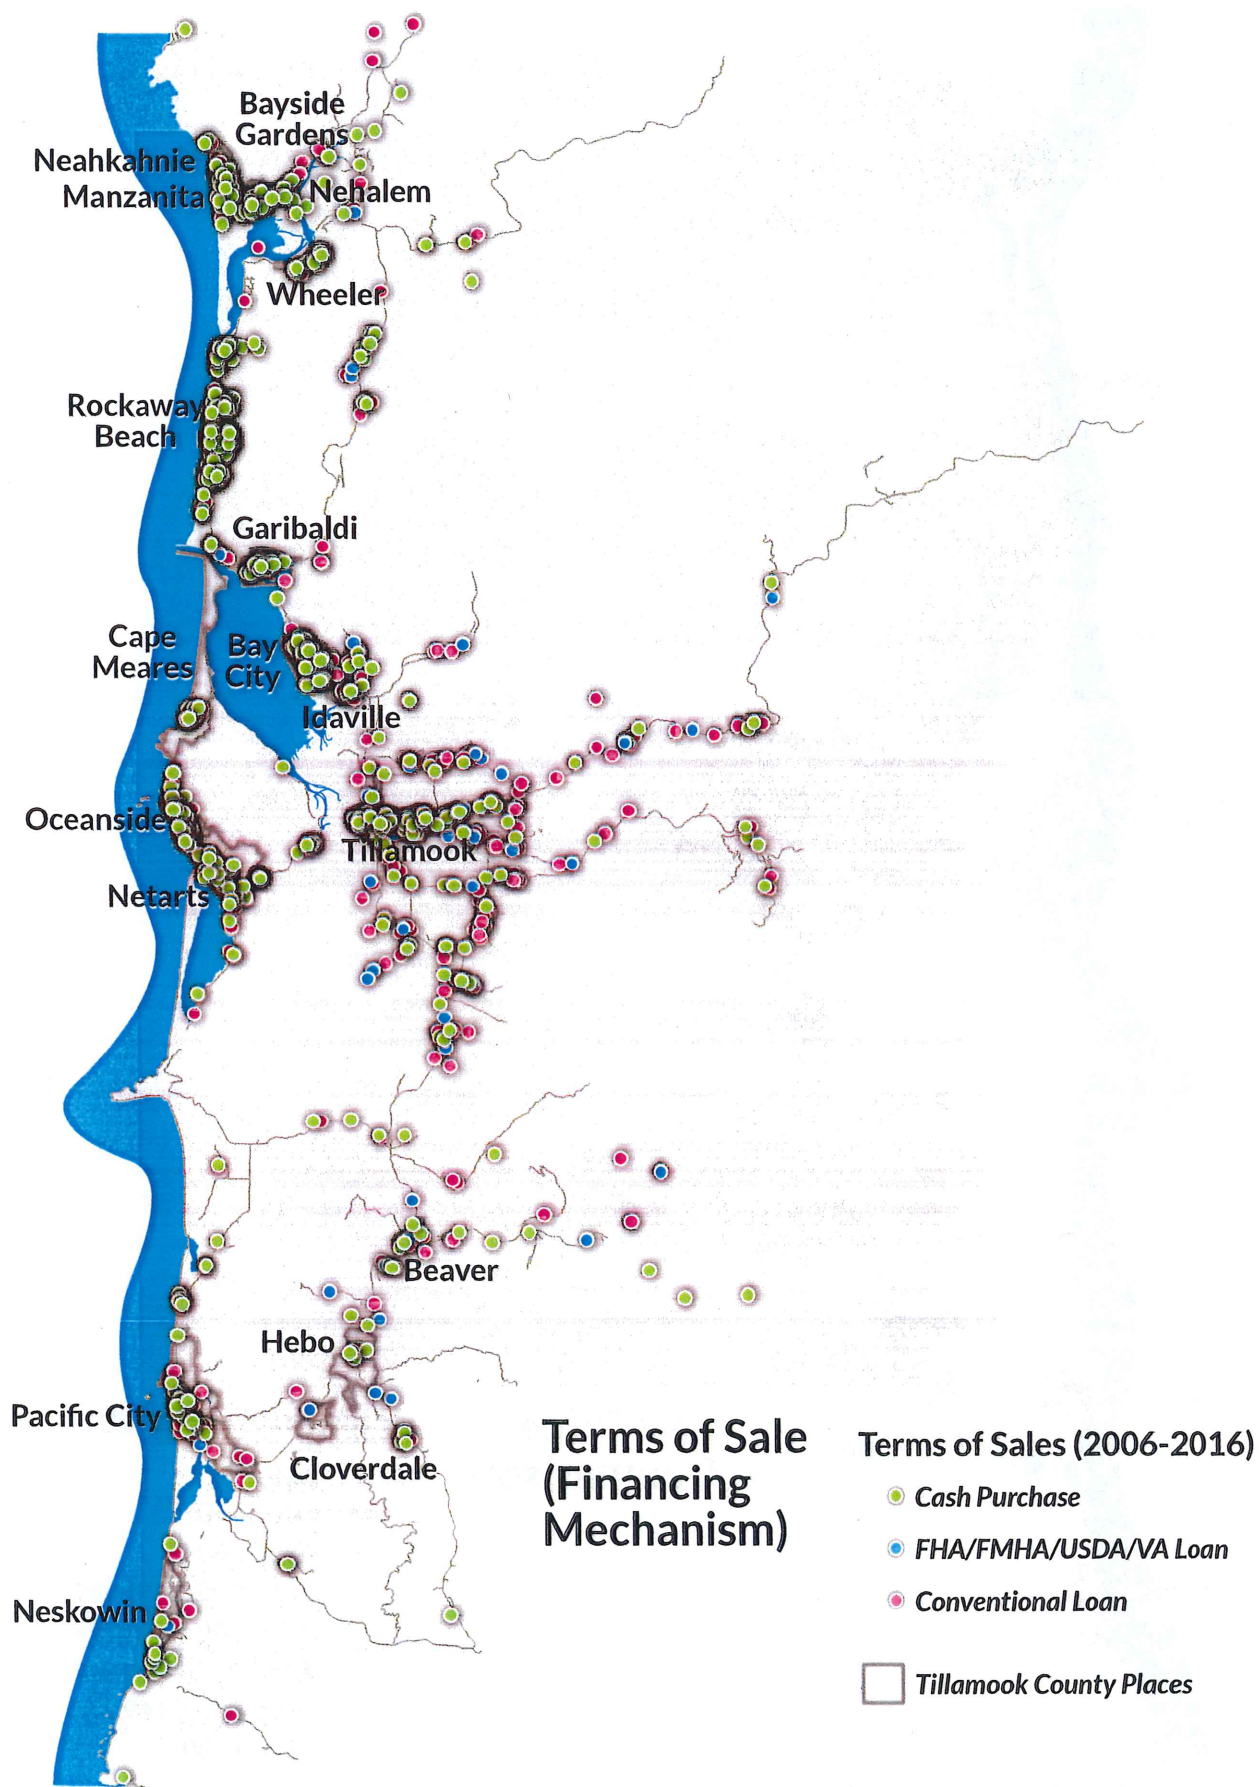 Bayside
Gardens
Neahkahnie
Manzanita
Nehalem
Wheeler
Rockaway
Beach
Garibaldi
Cape
Meares
Bay
City
Idaville
Oceanside
Tillamook
Netarts
Beaver
Hebo
Pacific City
Cloverdale
Terms of Sale
(Financing
Mechanism)
Terms of Sales (2006-2016)
Cash Purchase
FHA/FMHA/USDA/VA Loan
Conventional Loan
Neskowin
Tillamook County Places